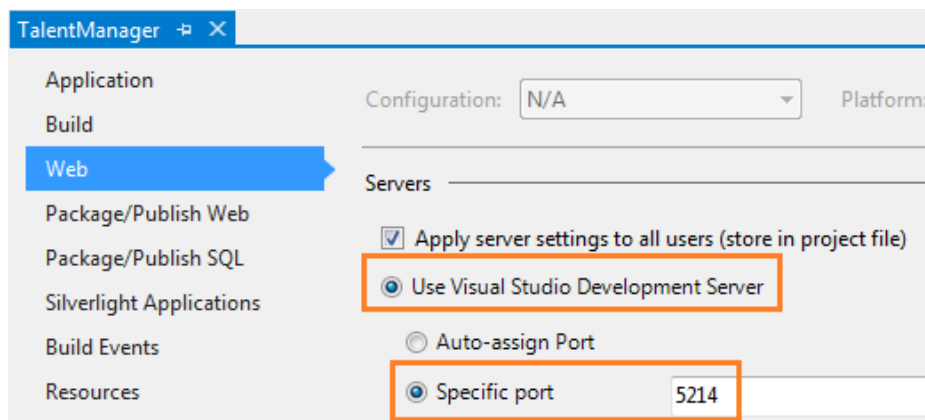 TalentManager
Application
Build
Web
Package/Publish Web
Package/Publish SQL
Silverlight Applications
Build Events
Resources
Configuration: N/A Platform:
Servers
Apply server settings to all users (store in project file)
Use Visual Studio Development Server
Auto-assign Port
Specific port 5214